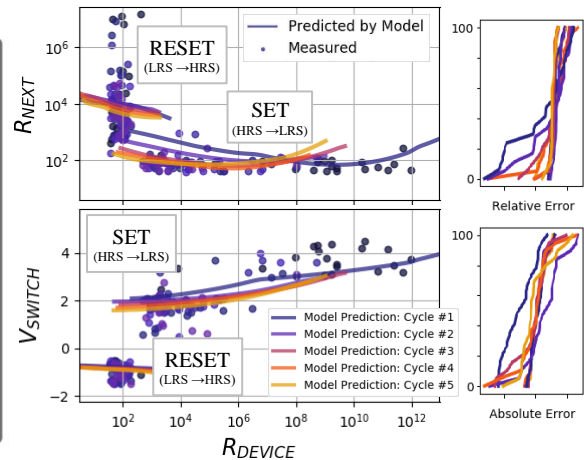 Predicted by Model
Measured
RESET
(LRS →HRS)
SET
(HRS →LRS)
10^6
10^4
10^2
R_NEXT
100
0
Relative Error
SET
(HRS →LRS)
RESET
(LRS →HRS)
4
2
0
−2
V_SWITCH
Model Prediction: Cycle #1
Model Prediction: Cycle #2
Model Prediction: Cycle #3
Model Prediction: Cycle #4
Model Prediction: Cycle #5
10^2 10^4 10^6 10^8 10^10 10^12
R_DEVICE
100
0
Absolute Error